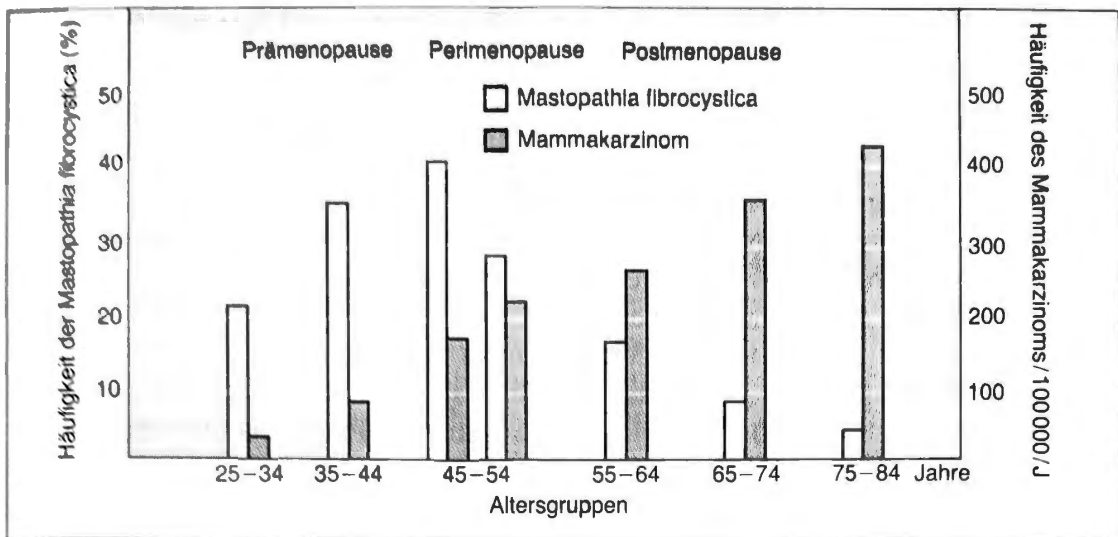 Häufigkeit der Mastopathia fibrocystica (%)
Prämenopause Perimenopause Postmenopause
Mastopathia fibrocystica
Mammakarzinom
50
40
30
20
10
500
400
300
200
100
Häufigkeit des Mammakarzinoms/100000/J
25–34 35–44 45–54 55–64 65–74 75–84 Jahre
Altersgruppen